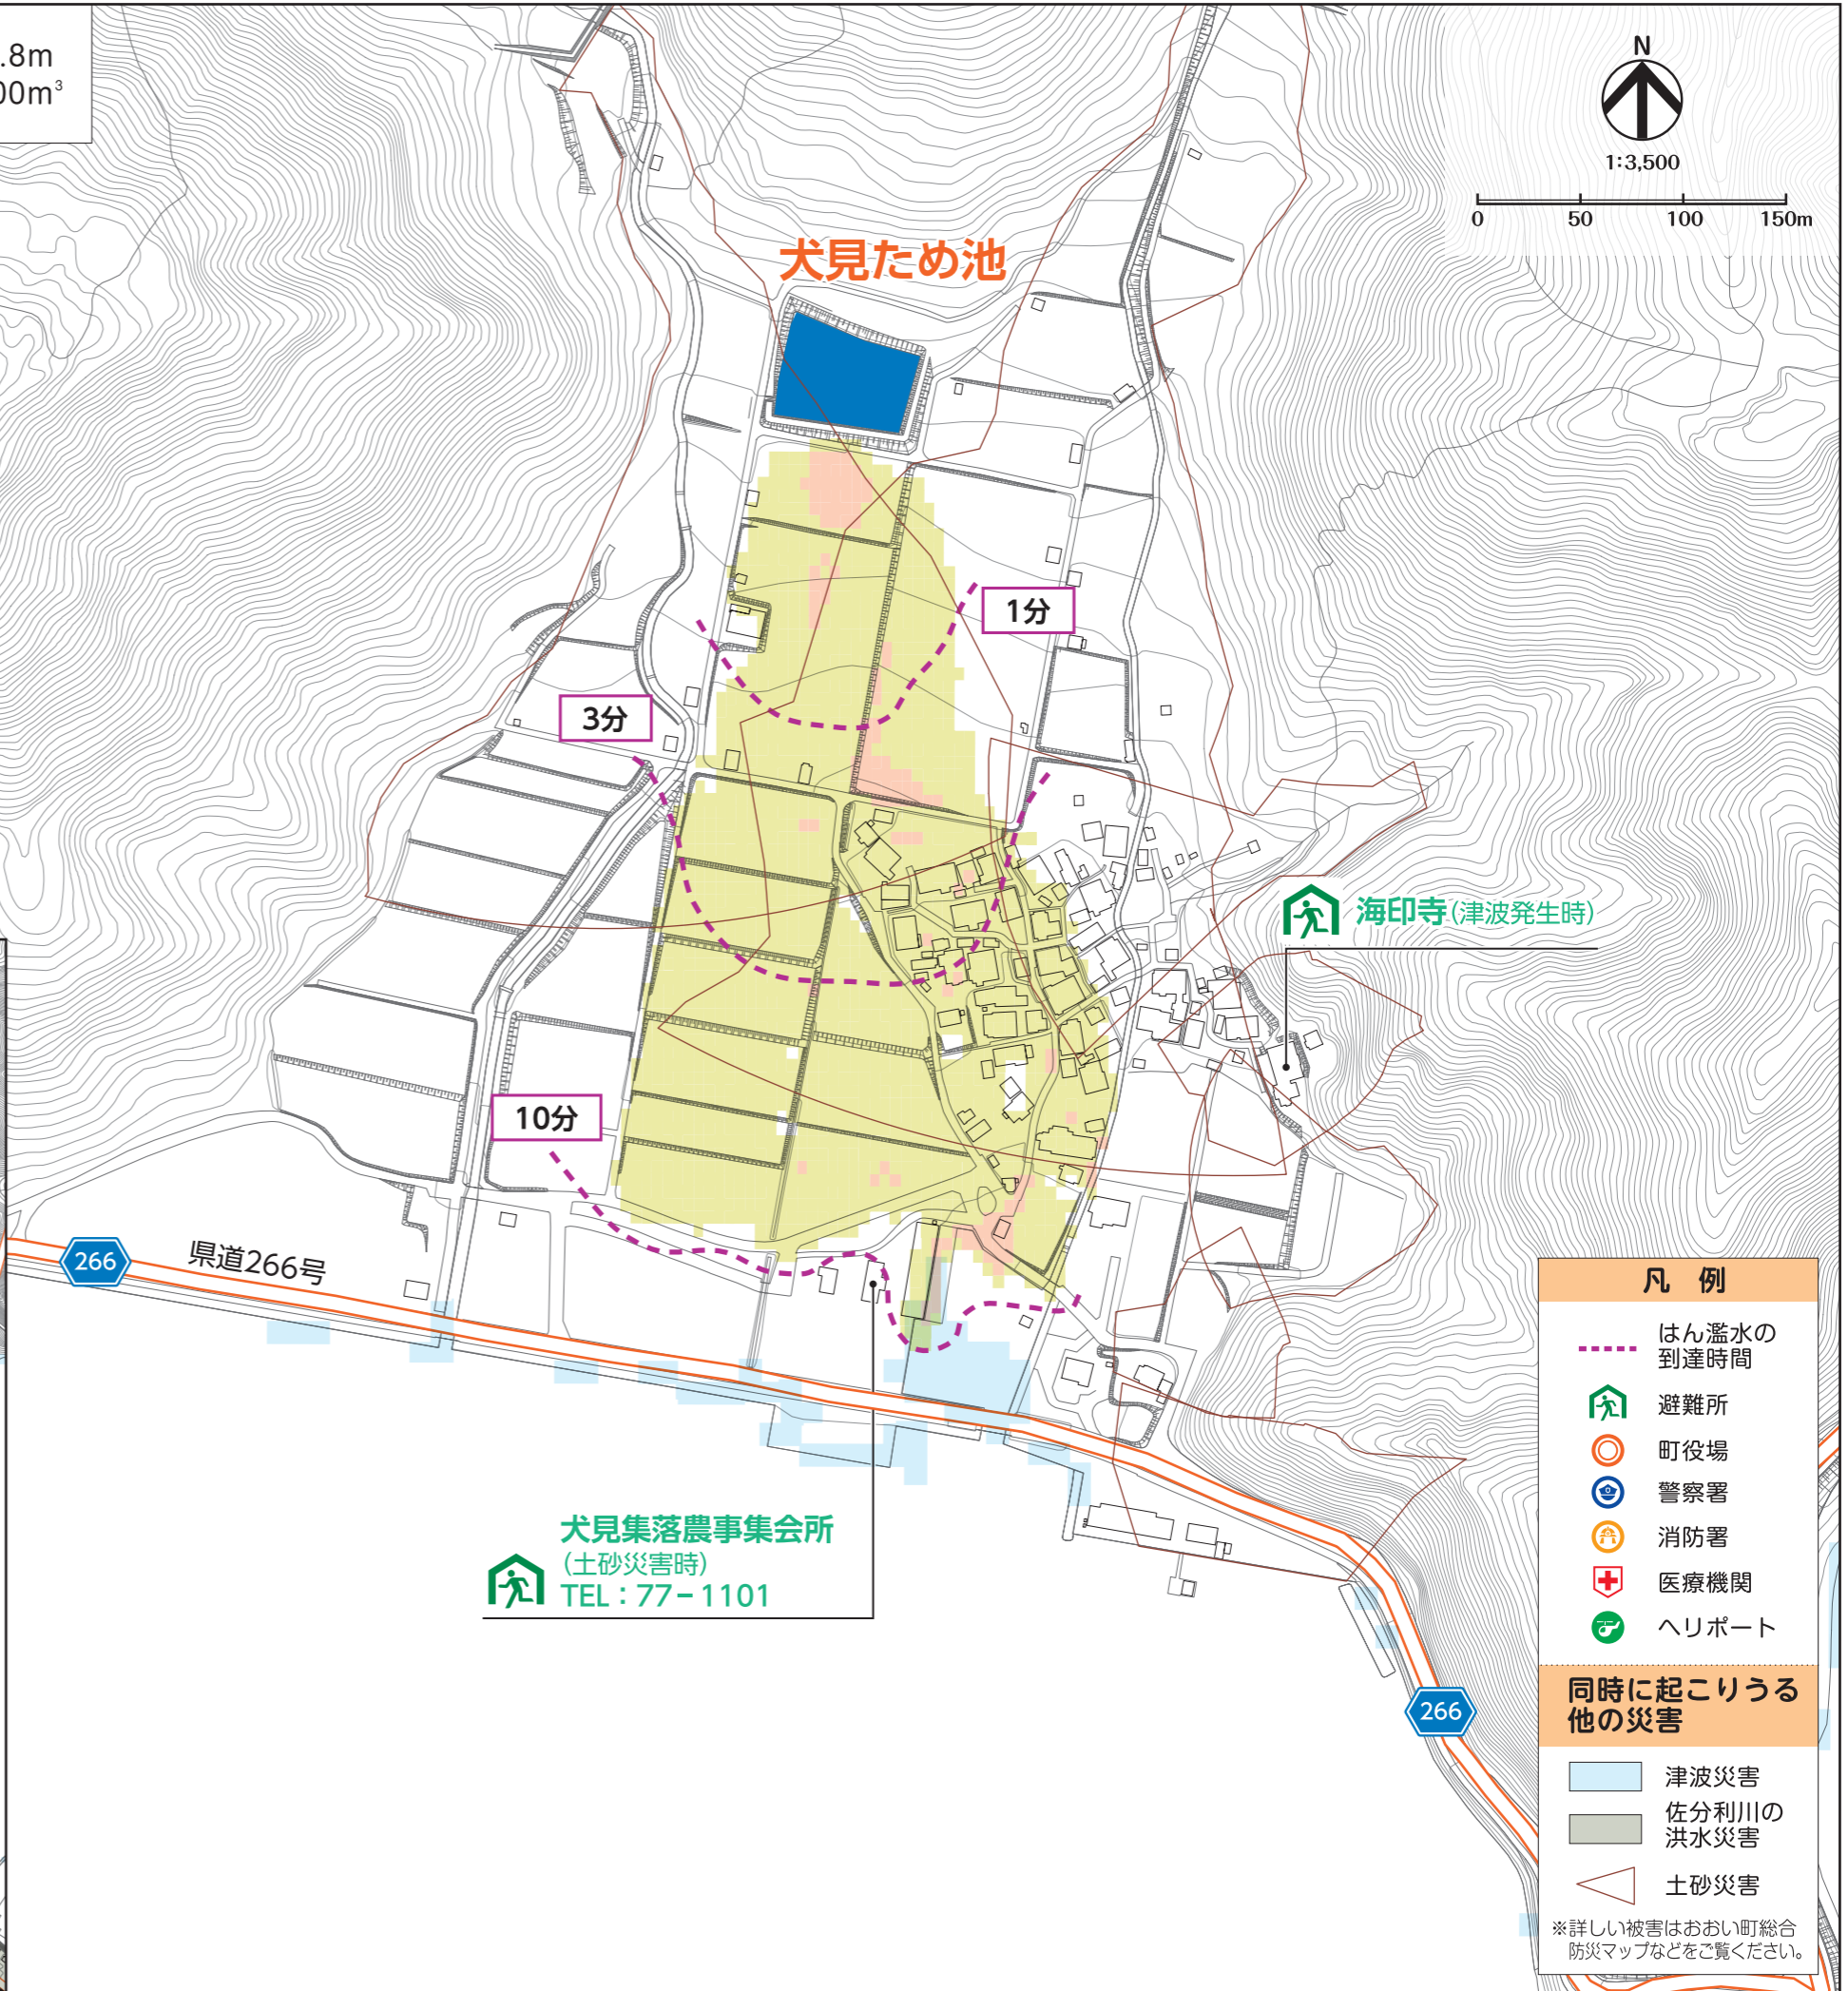 .8m
00m³
N
1:3,500
0 50 100 150m
犬見ため池
1分
3分
海印寺(津波発生時)
10分
266
県道266号
犬見集落農事集会所
(土砂災害時)
TEL：77−1101
266
凡 例
はん濫水の
到達時間
避難所
町役場
警察署
消防署
医療機関
ヘリポート
同時に起こりうる
他の災害
津波災害
佐分利川の
洪水災害
土砂災害
※詳しい被害はおおい町総合
防災マップなどをご覧ください。